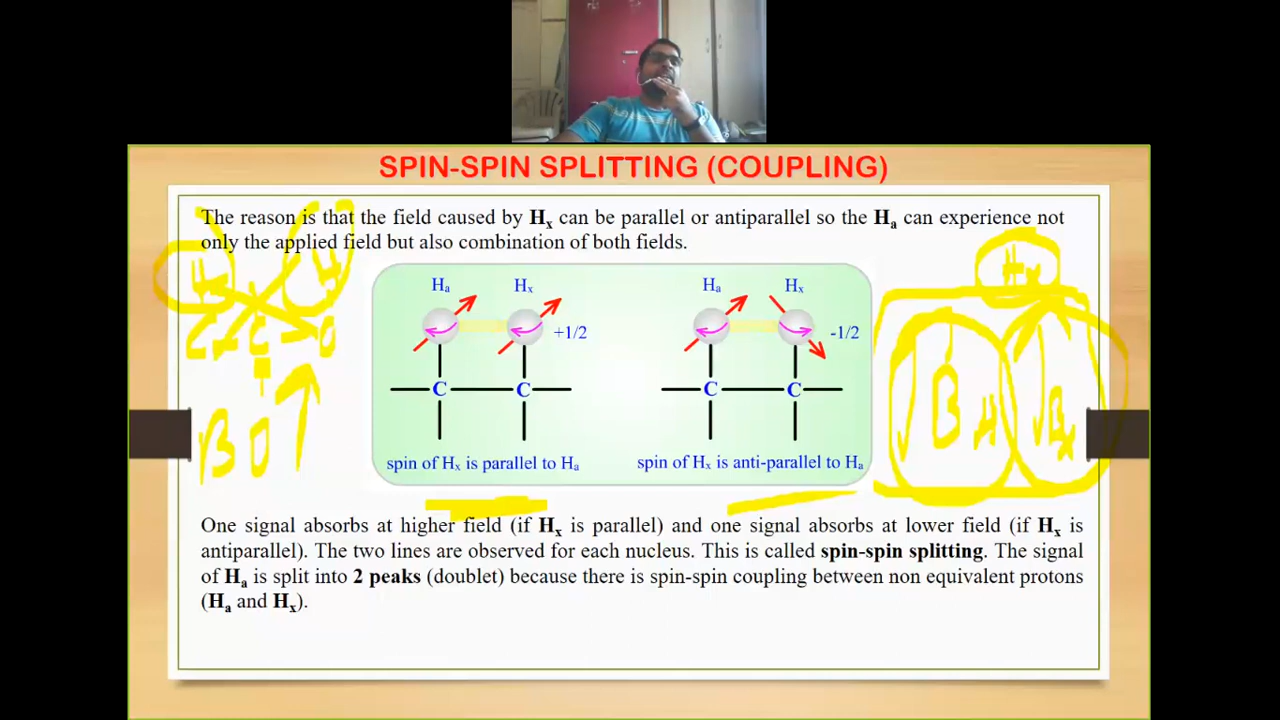 SPIN-SPIN SPLITTING (COUPLING)
The reason is that the field caused by Hx can be parallel or antiparallel so the Ha can experience not
only the applied field but also combination of both fields.
Ha Hx
+1/2
C C
spin of Hx is parallel to Ha
Ha Hx
-1/2
C C
spin of Hx is anti-parallel to Ha
One signal absorbs at higher field (if Hx is parallel) and one signal absorbs at lower field (if Hx is
antiparallel). The two lines are observed for each nucleus. This is called spin-spin splitting. The signal
of Ha is split into 2 peaks (doublet) because there is spin-spin coupling between non equivalent protons
(Ha and Hx).
Hx